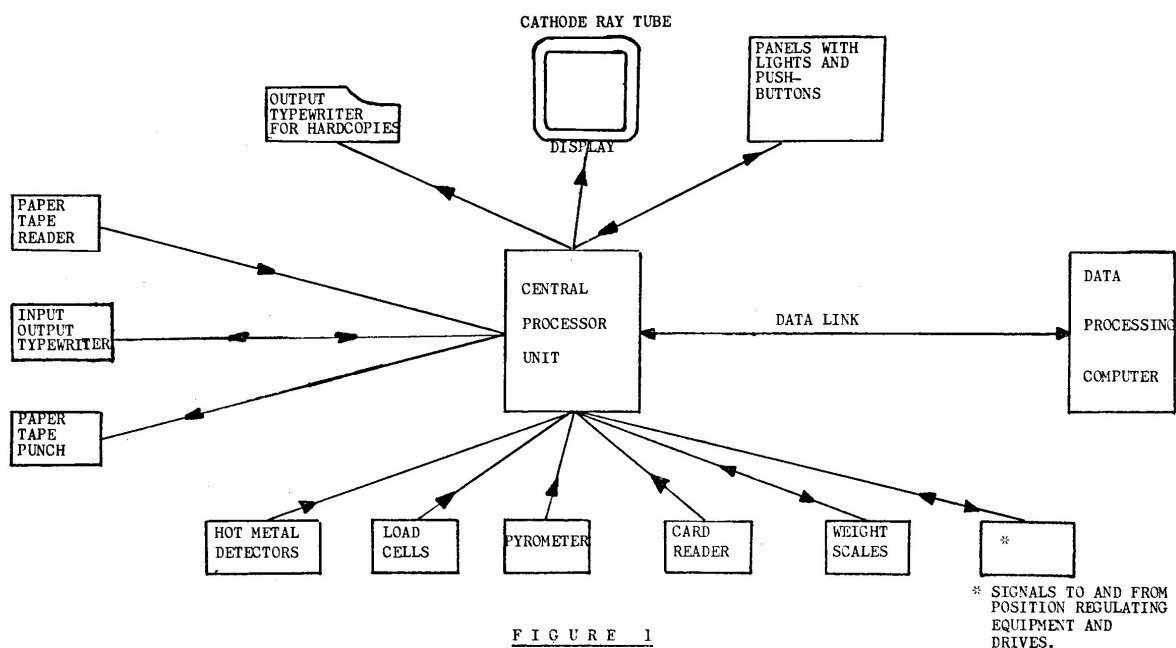 CATHODE RAY TUBE
DISPLAY
PANELS WITH
LIGHTS AND
PUSH-
BUTTONS
OUTPUT
TYPEWRITER
FOR HARDCOPIES
PAPER
TAPE
READER
INPUT
OUTPUT
TYPEWRITER
PAPER
TAPE
PUNCH
CENTRAL
PROCESSOR
UNIT
DATA LINK
DATA
PROCESSING
COMPUTER
HOT METAL
DETECTORS
LOAD
CELLS
PYROMETER
CARD
READER
WEIGHT
SCALES
*
* SIGNALS TO AND FROM
POSITION REGULATING
EQUIPMENT AND
DRIVES.
FIGURE 1